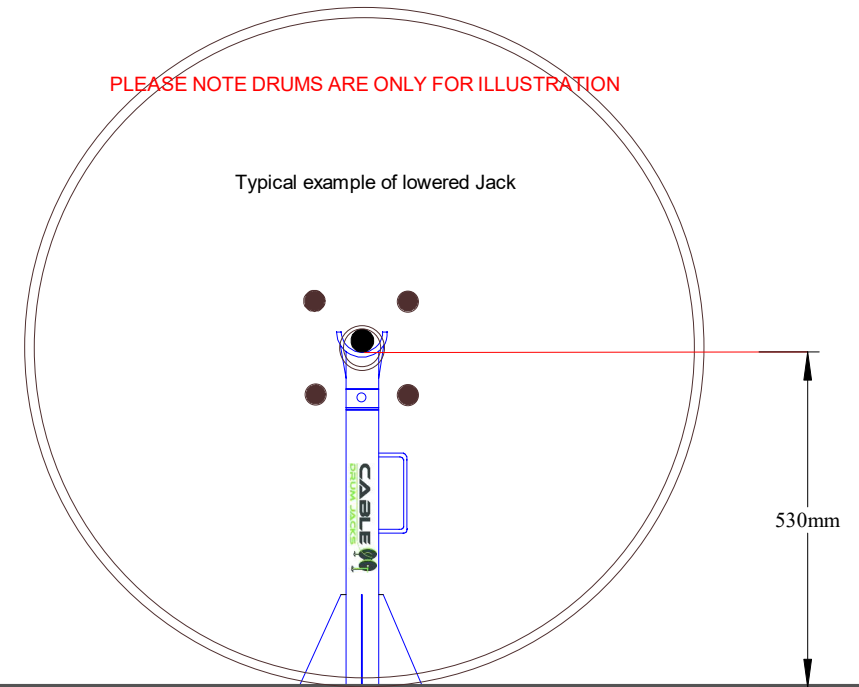 PLEASE NOTE DRUMS ARE ONLY FOR ILLUSTRATION
Typical example of lowered Jack
CABLE
DRUM JACKS
530mm